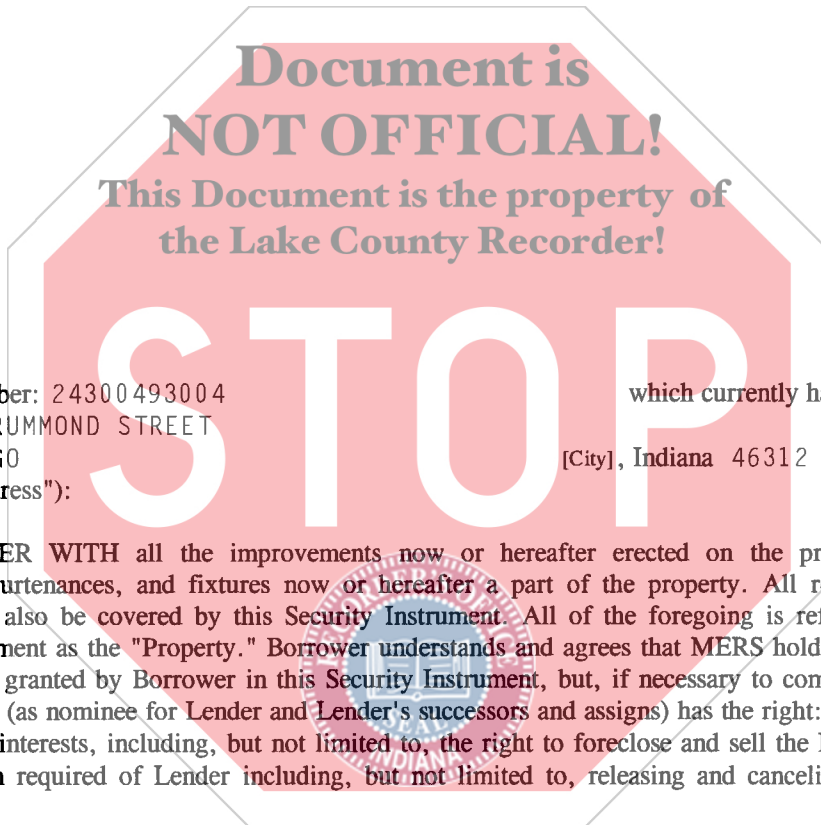 Document is
NOT OFFICIAL!
This Document is the property of
the Lake County Recorder!
STOP
ber: 24300493004 which currently ha
RUMMOND STREET
GO [City], Indiana 46312
ress"):
ER WITH all the improvements now or hereafter erected on the pr
urtenances, and fixtures now or hereafter a part of the property. All r
also be covered by this Security Instrument. All of the foregoing is ref
ment as the "Property." Borrower understands and agrees that MERS hold
granted by Borrower in this Security Instrument, but, if necessary to com
(as nominee for Lender and Lender's successors and assigns) has the right:
interests, including, but not limited to, the right to foreclose and sell the
n required of Lender including, but not limited to, releasing and canceli
SEAL
INDIANA